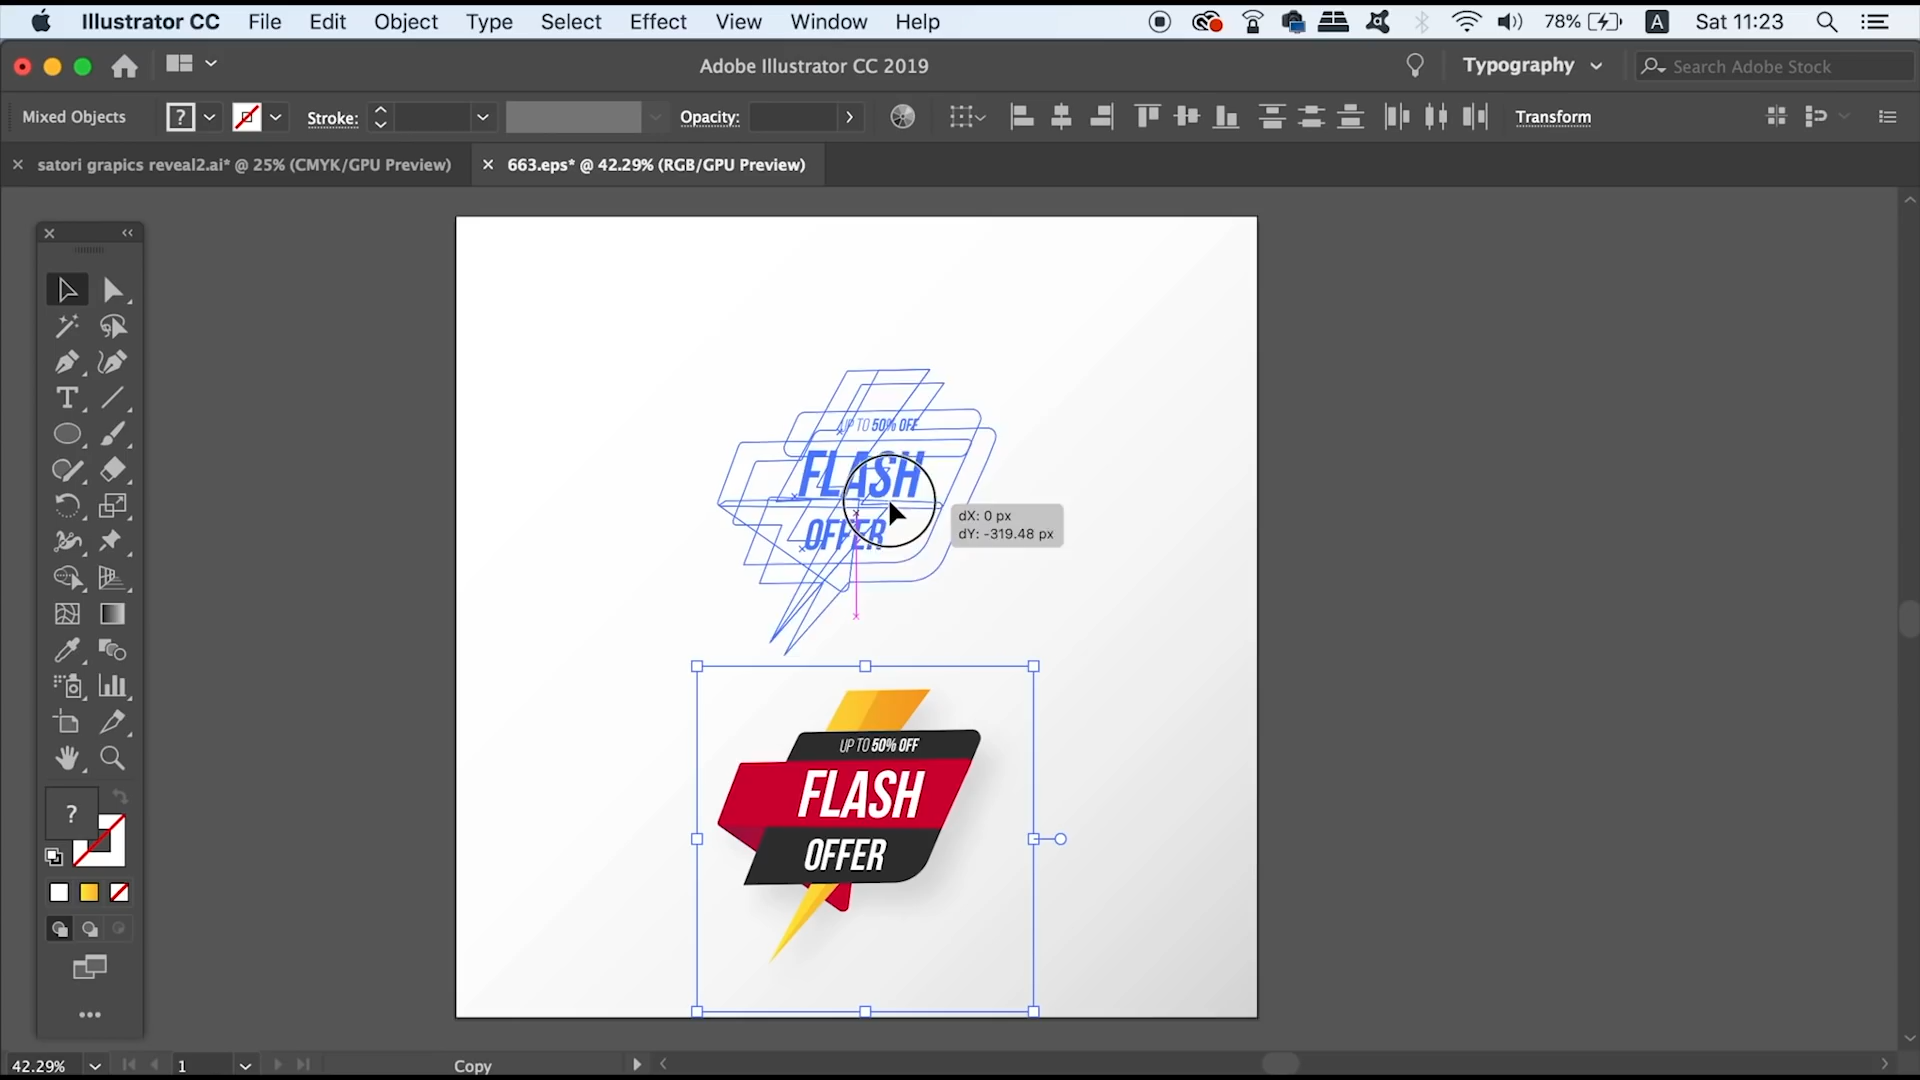 Illustrator CC File Edit Object Type Select Effect View Window Help 78% A Sat 11:23
Adobe Illustrator CC 2019 Typography Search Adobe Stock
Mixed Objects ? Stroke: Opacity: Transform
satori grapics reveal2.ai* @ 25% (CMYK/GPU Preview) 663.eps* @ 42.29% (RGB/GPU Preview)
UP TO 50% OFF
FLASH
OFFER
dX: 0 px
dY: -319.48 px
UP TO 50% OFF
FLASH
OFFER
?
42.29% 1 Copy